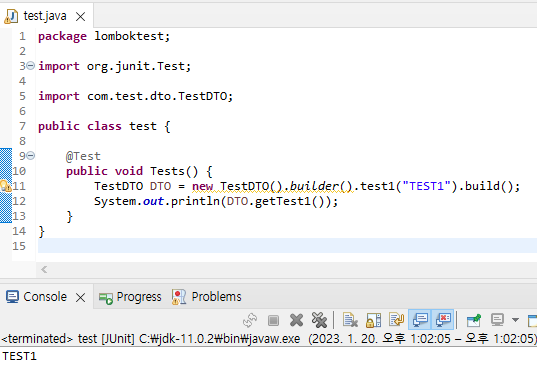 test.java
1 package lomboktest;
2
3 import org.junit.Test;
4
5 import com.test.dto.TestDTO;
6
7 public class test {
8
9 @Test
10 public void Tests() {
11 TestDTO DTO = new TestDTO().builder().test1("TEST1").build();
12 System.out.println(DTO.getTest1());
13 }
14 }
15
Console Progress Problems
<terminated> test [JUnit] C:₩jdk-11.0.2₩bin₩javaw.exe (2023. 1. 20. 오후 1:02:05 – 오후 1:02:05)
TEST1